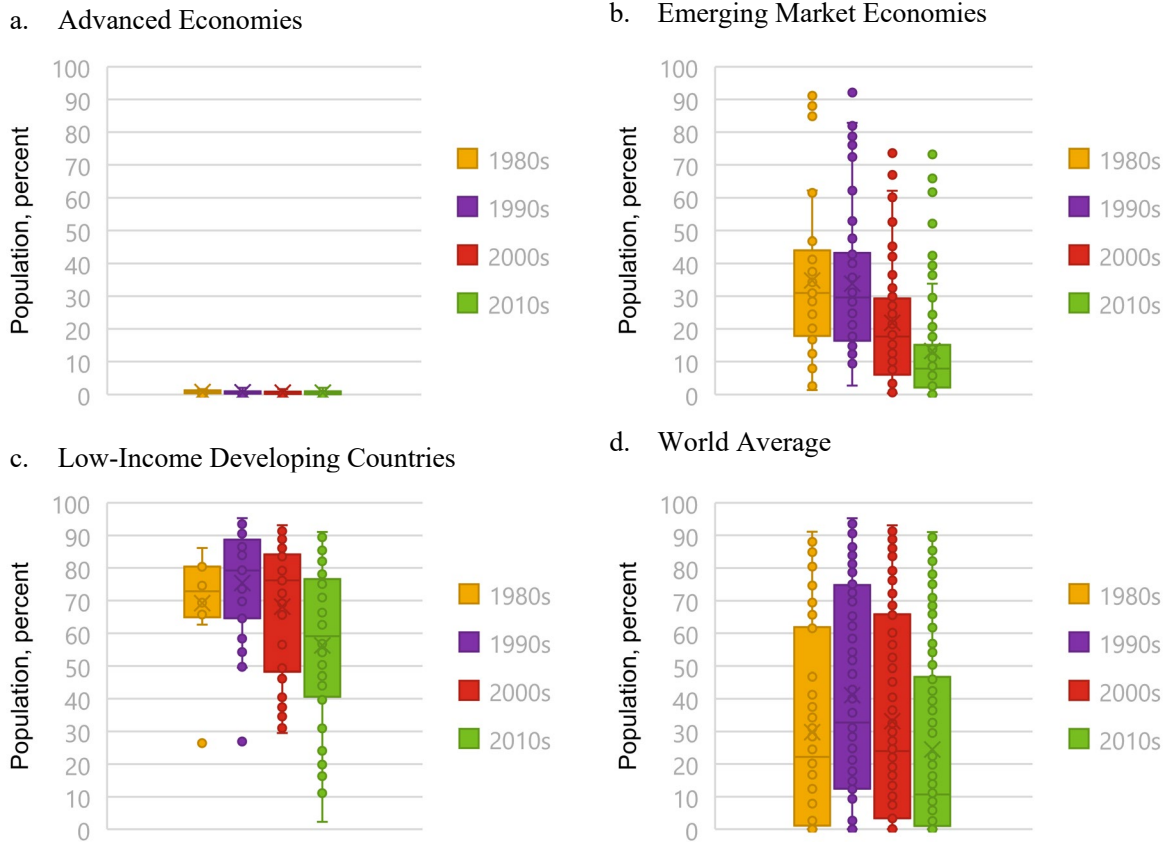 a. Advanced Economies
Population, percent
100
90
80
70
60
50
40
30
20
10
0
1980s
1990s
2000s
2010s
b. Emerging Market Economies
Population, percent
100
90
80
70
60
50
40
30
20
10
0
1980s
1990s
2000s
2010s
c. Low-Income Developing Countries
Population, percent
100
90
80
70
60
50
40
30
20
10
0
1980s
1990s
2000s
2010s
d. World Average
Population, percent
100
90
80
70
60
50
40
30
20
10
0
1980s
1990s
2000s
2010s